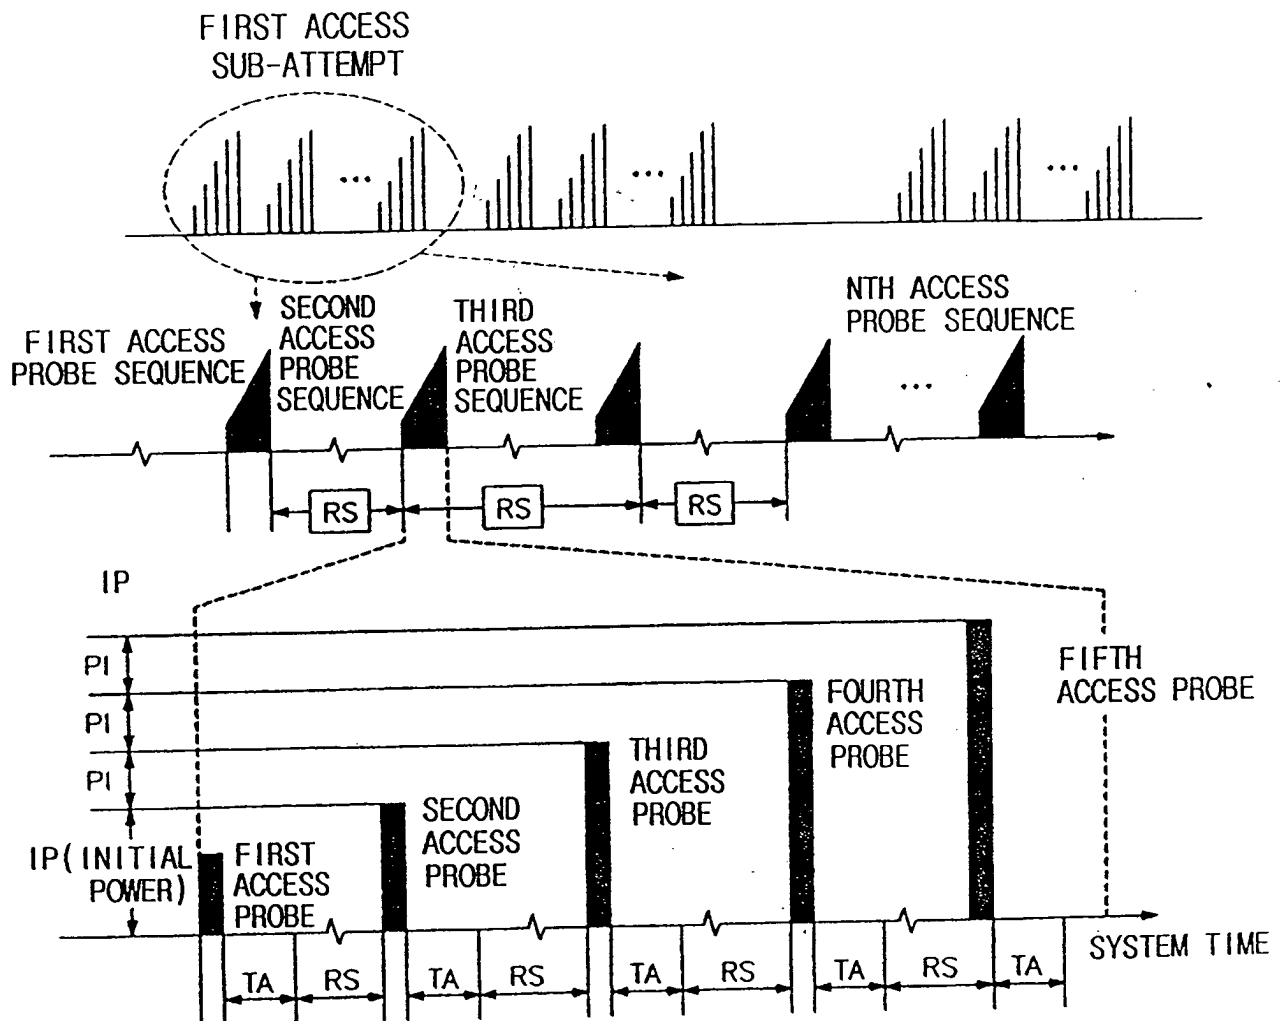 FIRST ACCESS
SUB-ATTEMPT
...
...
...
FIRST ACCESS
PROBE SEQUENCE
SECOND
ACCESS
PROBE
SEQUENCE
THIRD
ACCESS
PROBE
SEQUENCE
NTH ACCESS
PROBE SEQUENCE
...
RS
RS
RS
IP
PI
PI
PI
IP(INITIAL
POWER)
FIRST
ACCESS
PROBE
SECOND
ACCESS
PROBE
THIRD
ACCESS
PROBE
FOURTH
ACCESS
PROBE
FIFTH
ACCESS PROBE
SYSTEM TIME
TA
RS
TA
RS
TA
RS
TA
RS
TA